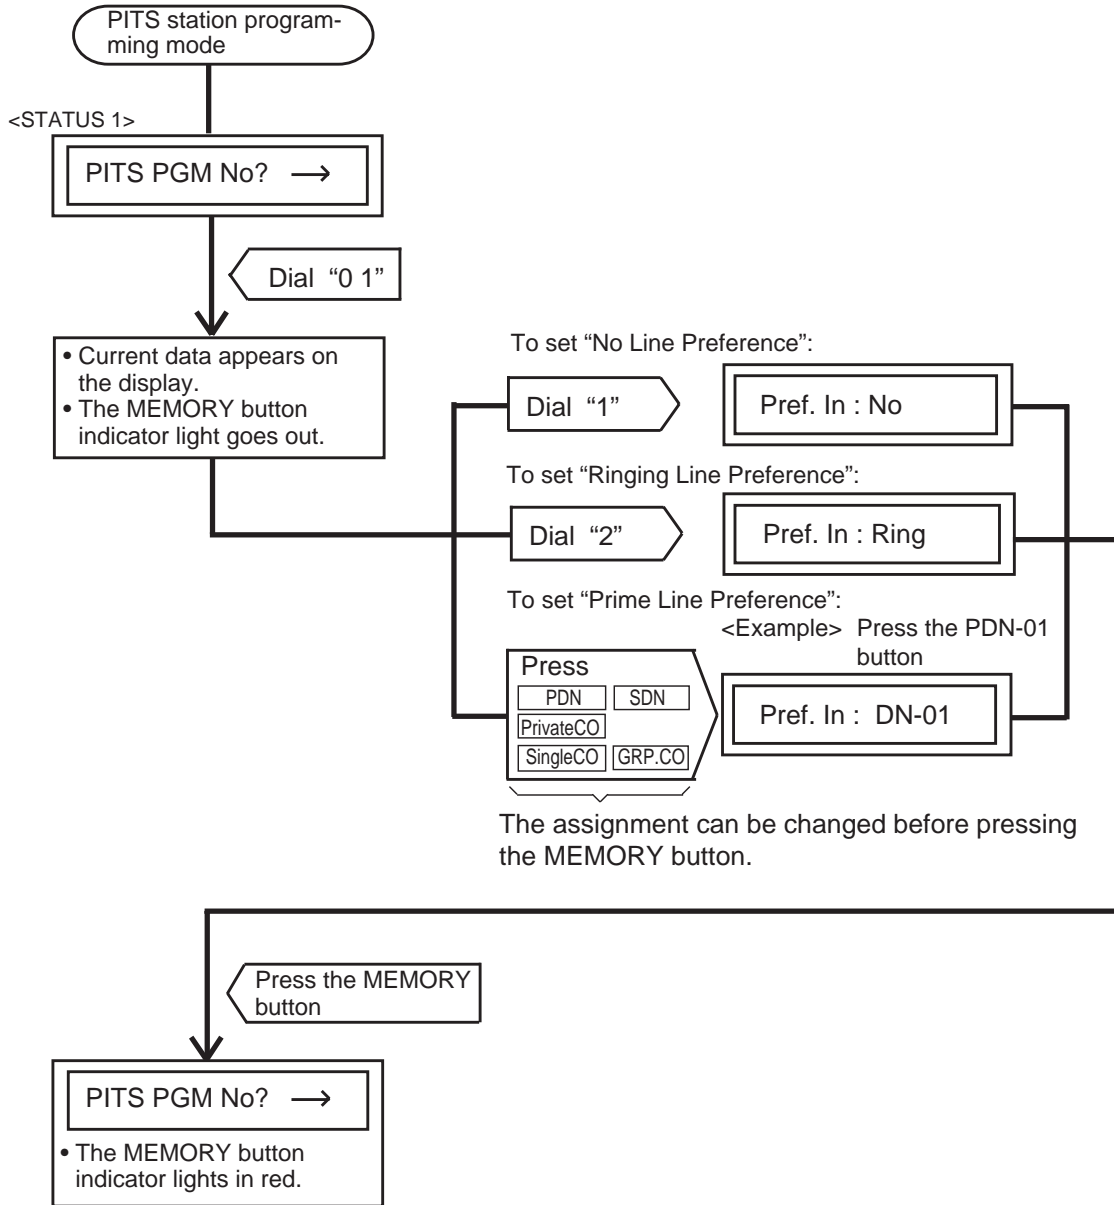 PITS station program-
ming mode
<STATUS 1>
PITS PGM No? →
Dial “0 1”
• Current data appears on
the display.
• The MEMORY button
indicator light goes out.
To set “No Line Preference”:
Dial “1”
Pref. In : No
To set “Ringing Line Preference”:
Dial “2”
Pref. In : Ring
To set “Prime Line Preference”:
<Example> Press the PDN-01
button
Press
PDN SDN
PrivateCO
SingleCO GRP.CO
Pref. In : DN-01
The assignment can be changed before pressing
the MEMORY button.
Press the MEMORY
button
PITS PGM No? →
• The MEMORY button
indicator lights in red.